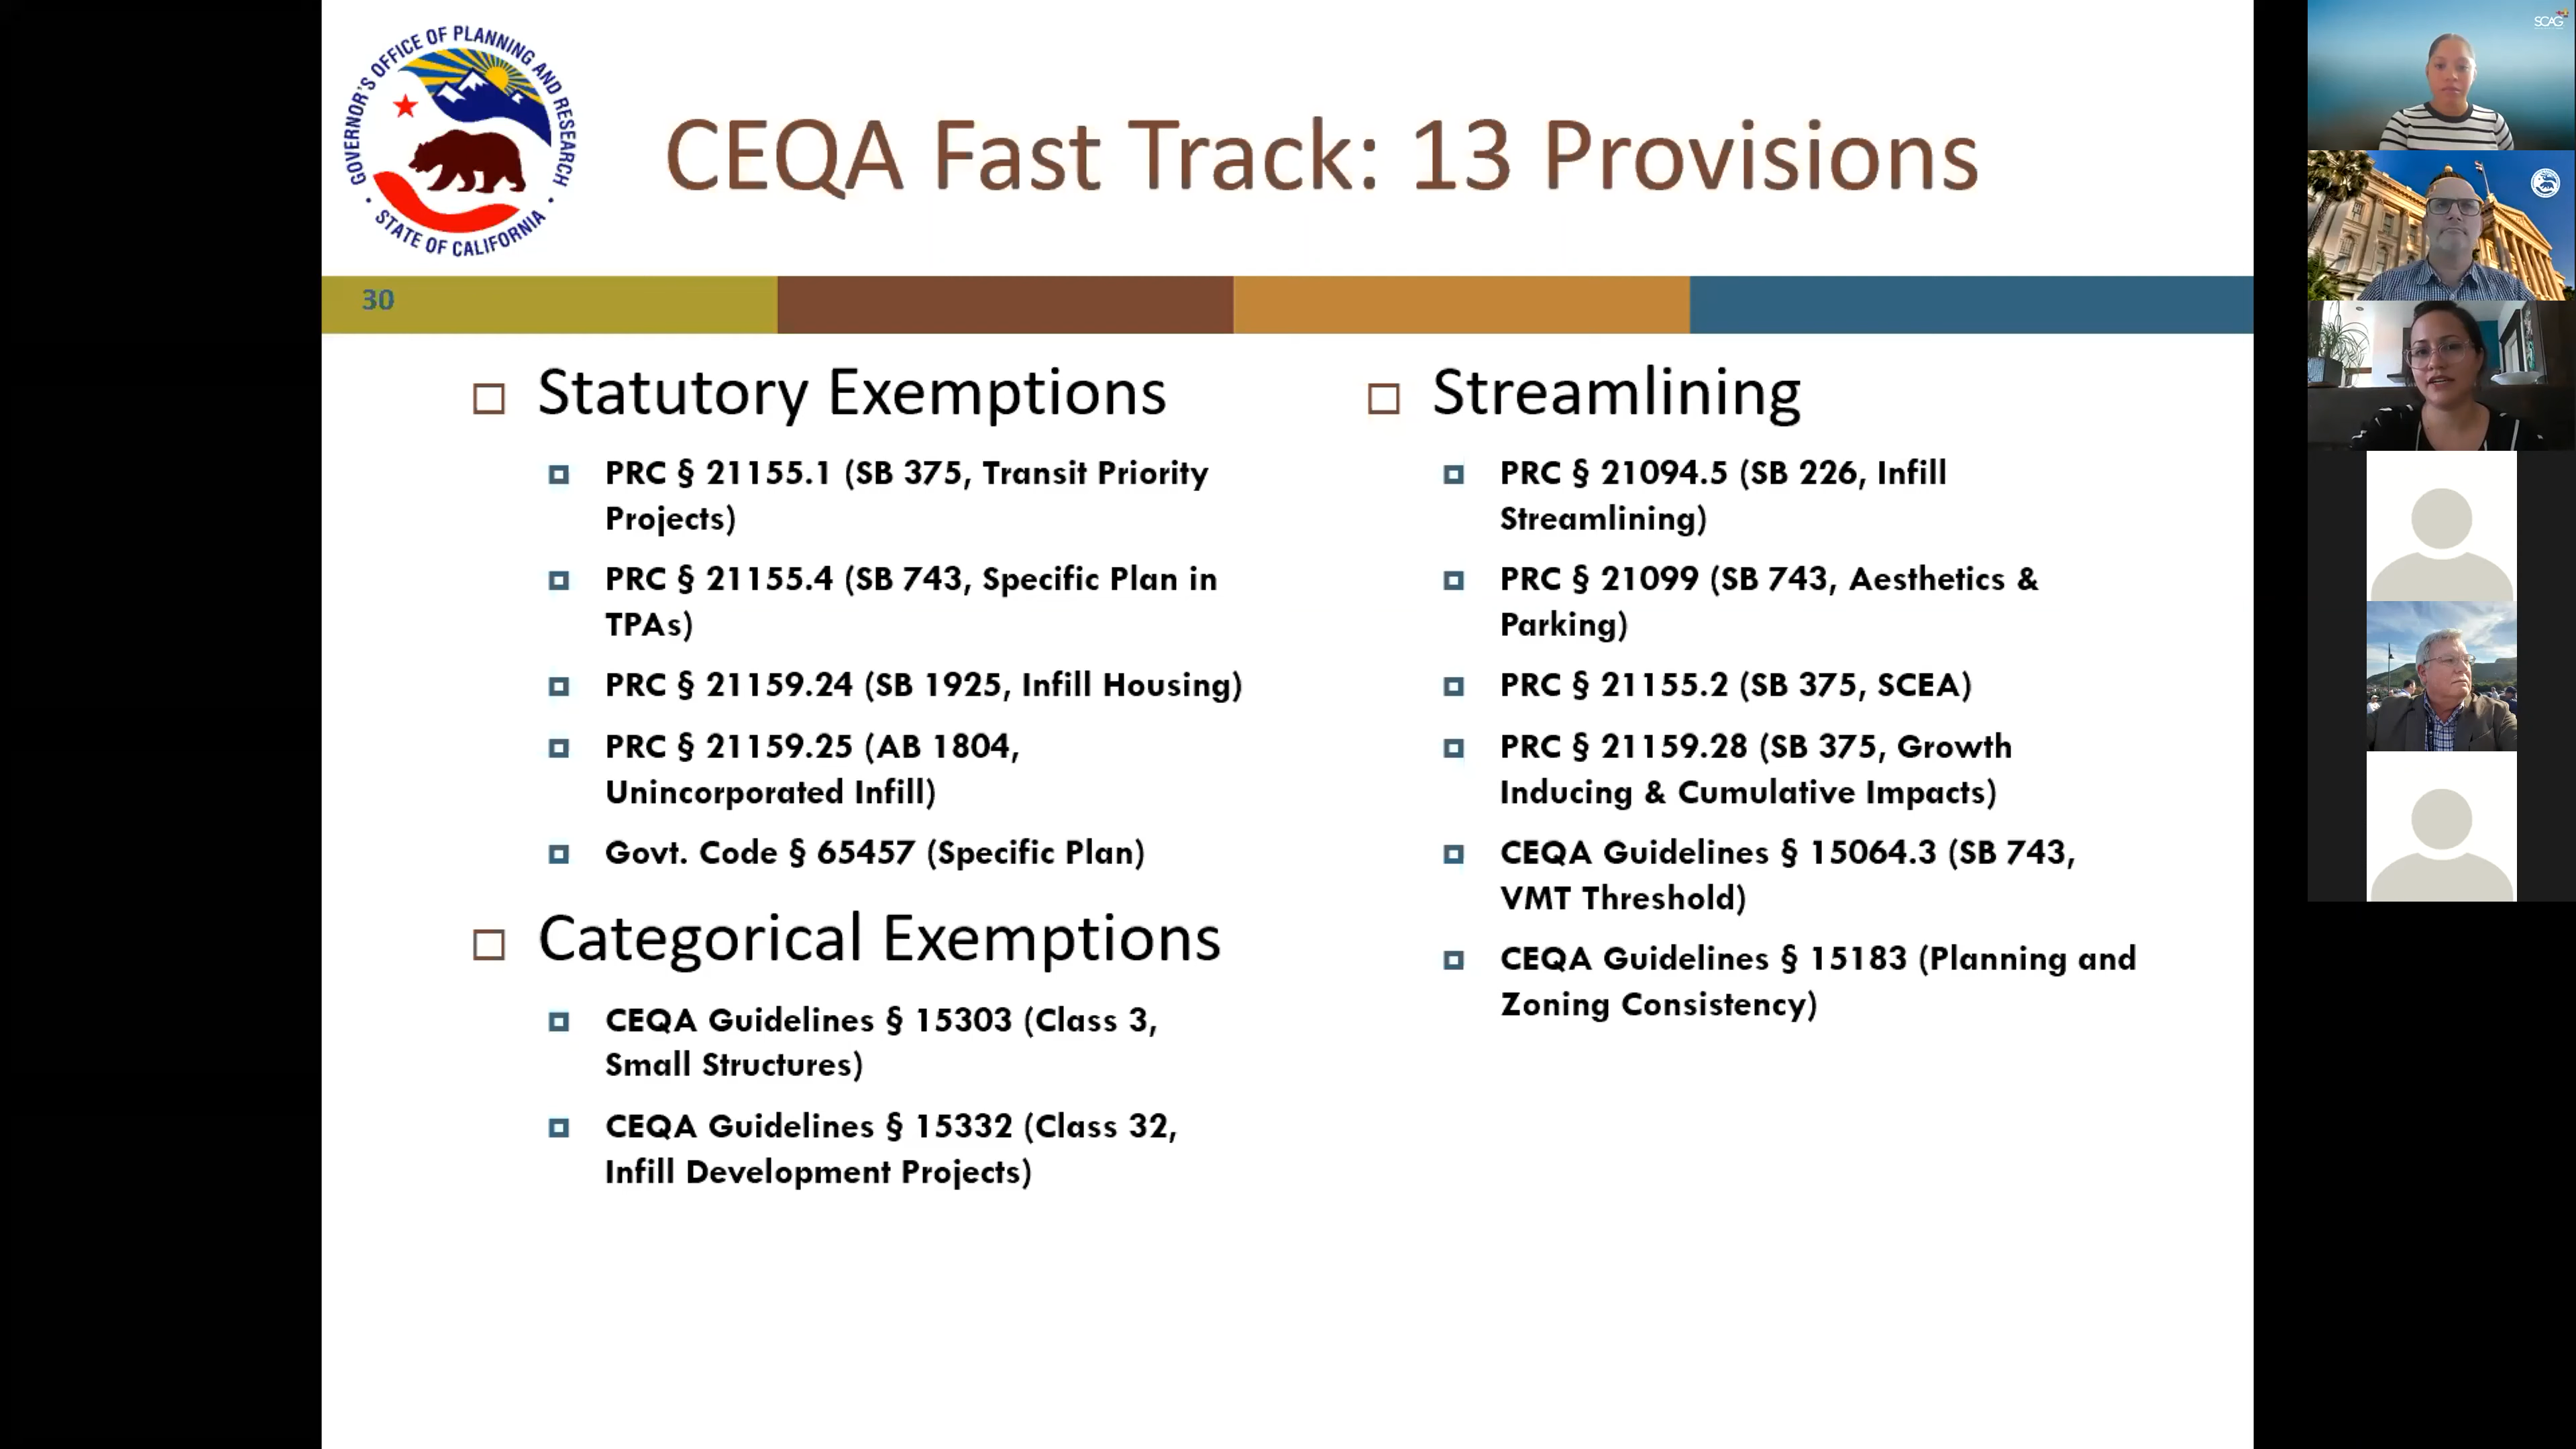 GOVERNOR'S OFFICE OF PLANNING AND RESEARCH
• STATE OF CALIFORNIA •
CEQA Fast Track: 13 Provisions
30
Statutory Exemptions
PRC § 21155.1 (SB 375, Transit Priority
Projects)
PRC § 21155.4 (SB 743, Specific Plan in
TPAs)
PRC § 21159.24 (SB 1925, Infill Housing)
PRC § 21159.25 (AB 1804,
Unincorporated Infill)
Govt. Code § 65457 (Specific Plan)
Categorical Exemptions
CEQA Guidelines § 15303 (Class 3,
Small Structures)
CEQA Guidelines § 15332 (Class 32,
Infill Development Projects)
Streamlining
PRC § 21094.5 (SB 226, Infill
Streamlining)
PRC § 21099 (SB 743, Aesthetics &
Parking)
PRC § 21155.2 (SB 375, SCEA)
PRC § 21159.28 (SB 375, Growth
Inducing & Cumulative Impacts)
CEQA Guidelines § 15064.3 (SB 743,
VMT Threshold)
CEQA Guidelines § 15183 (Planning and
Zoning Consistency)
SCAG